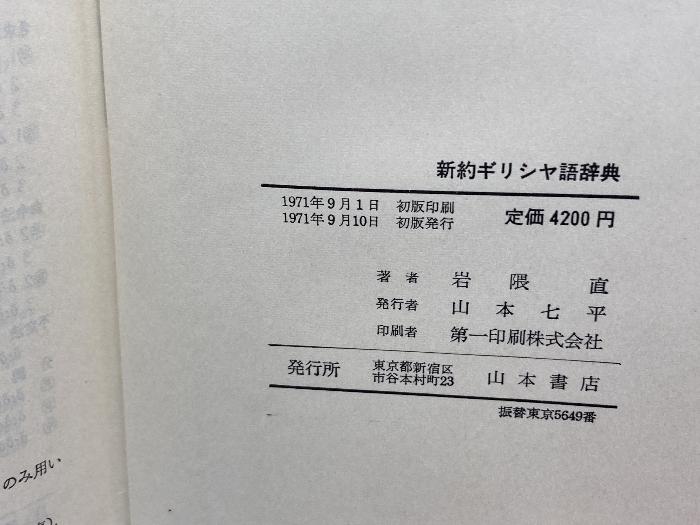 新約ギリシヤ語辞典
1971年9月1日 初版印刷
1971年9月10日 初版発行
定価4200円
著者 岩隈直
発行者 山本七平
印刷者 第一印刷株式会社
発行所
東京都新宿区
市谷本村町23
山本書店
振替東京5649番
のみ用い